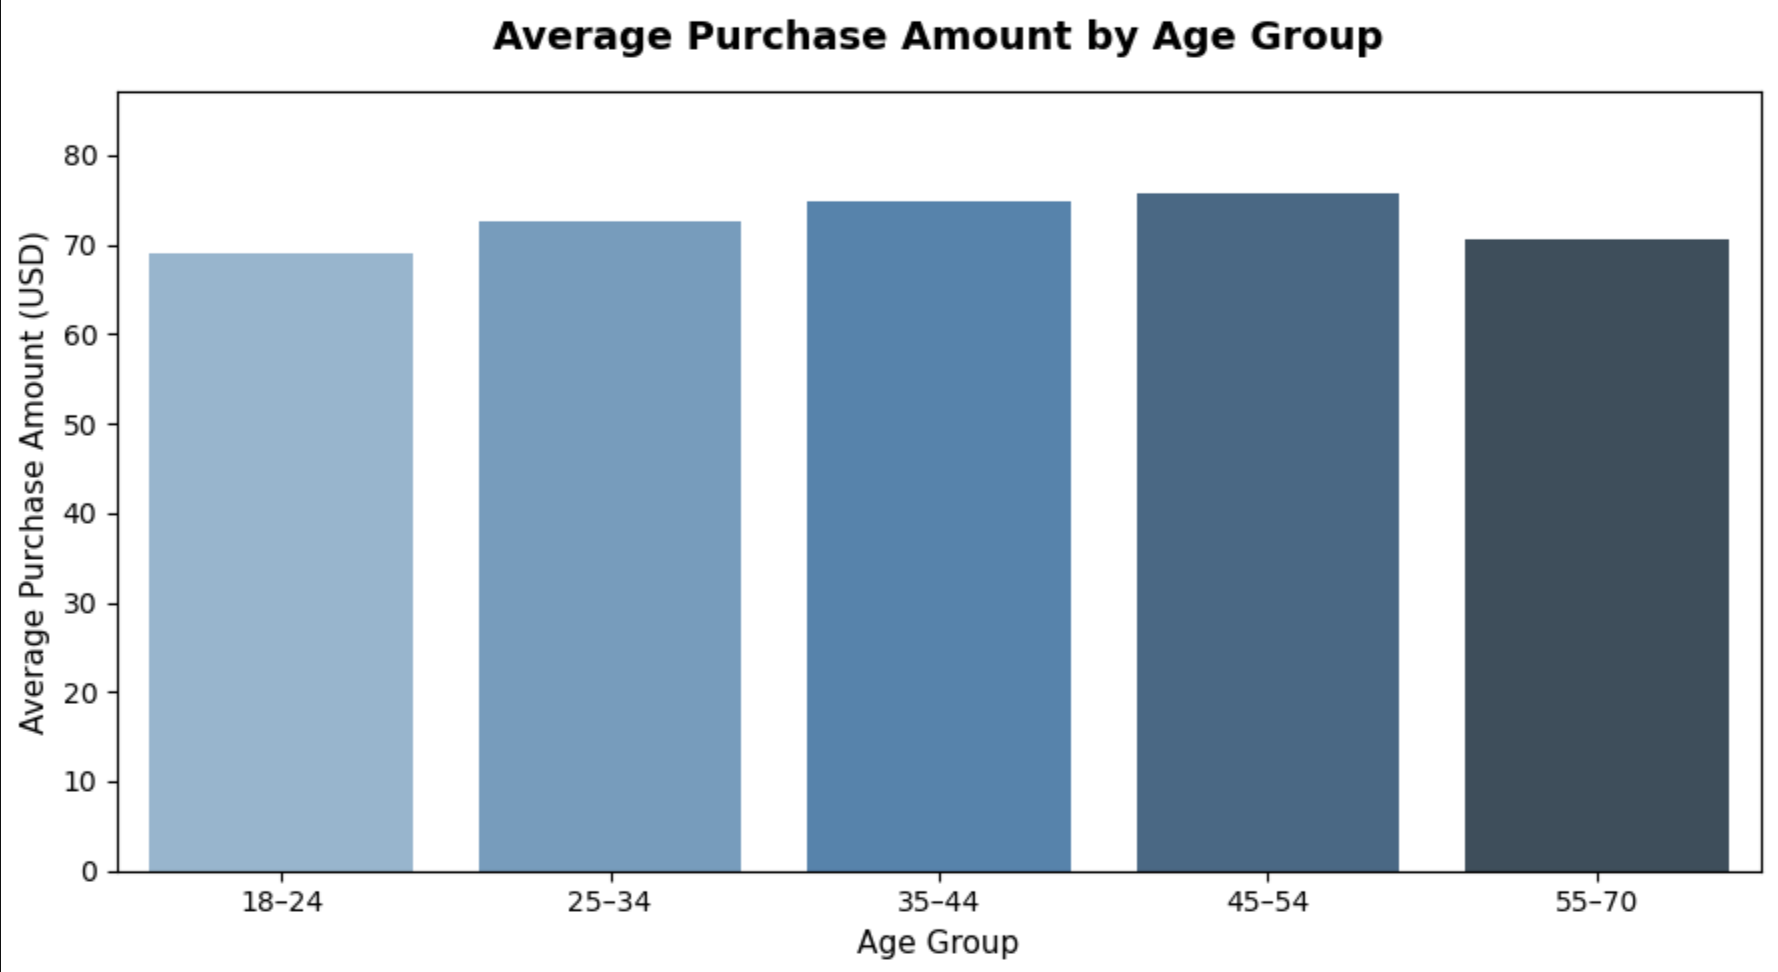 Average Purchase Amount by Age Group
Average Purchase Amount (USD)
80
70
60
50
40
30
20
10
0
18–24 25–34 35–44 45–54 55–70
Age Group